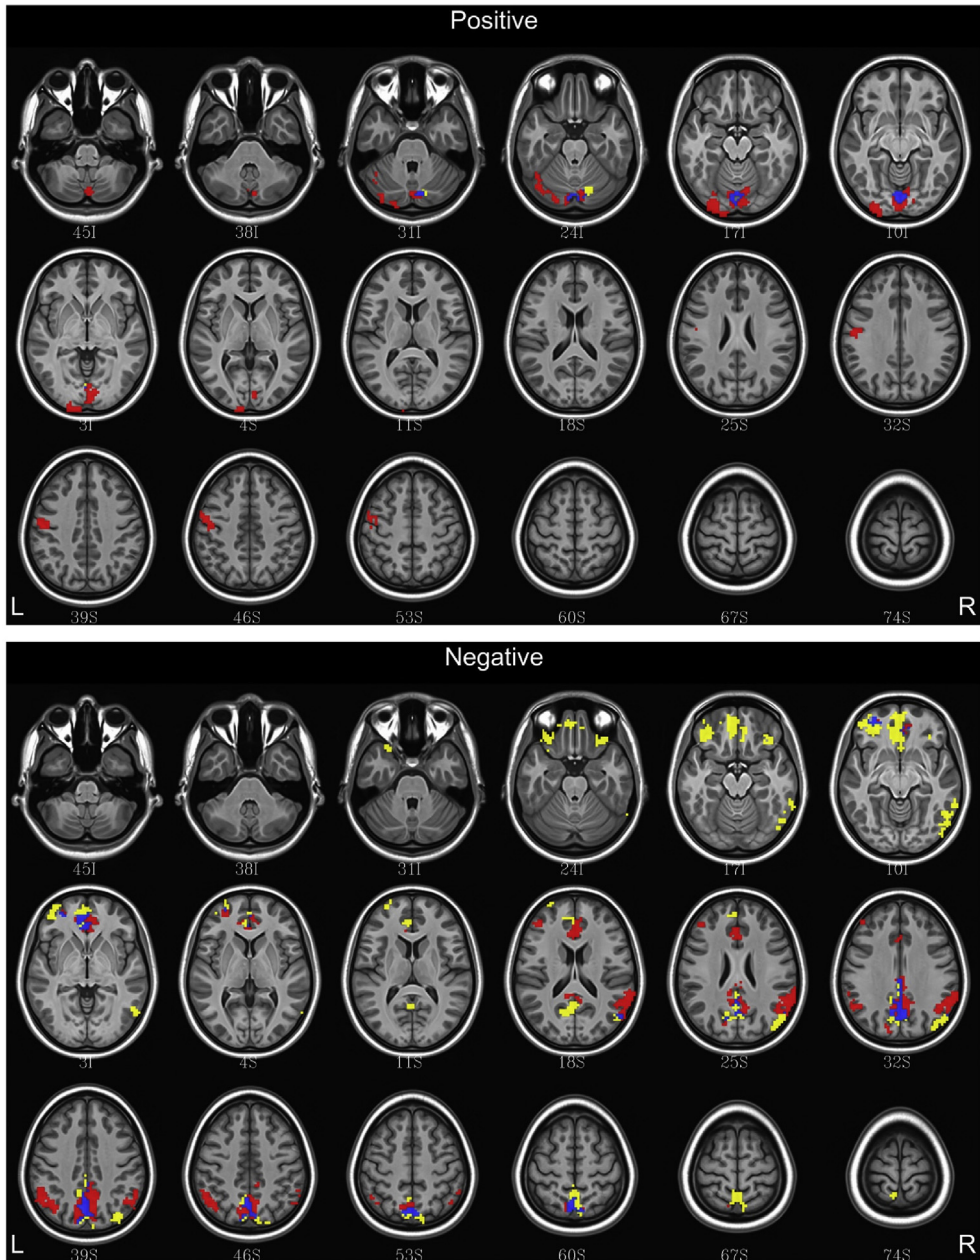 Positive
45I 38I 31I 24I 17I 10I
3I 4S 11S 18S 25S 32S
L R
39S 46S 53S 60S 67S 74S
Negative
45I 38I 31I 24I 17I 10I
3I 4S 11S 18S 25S 32S
L R
39S 46S 53S 60S 67S 74S